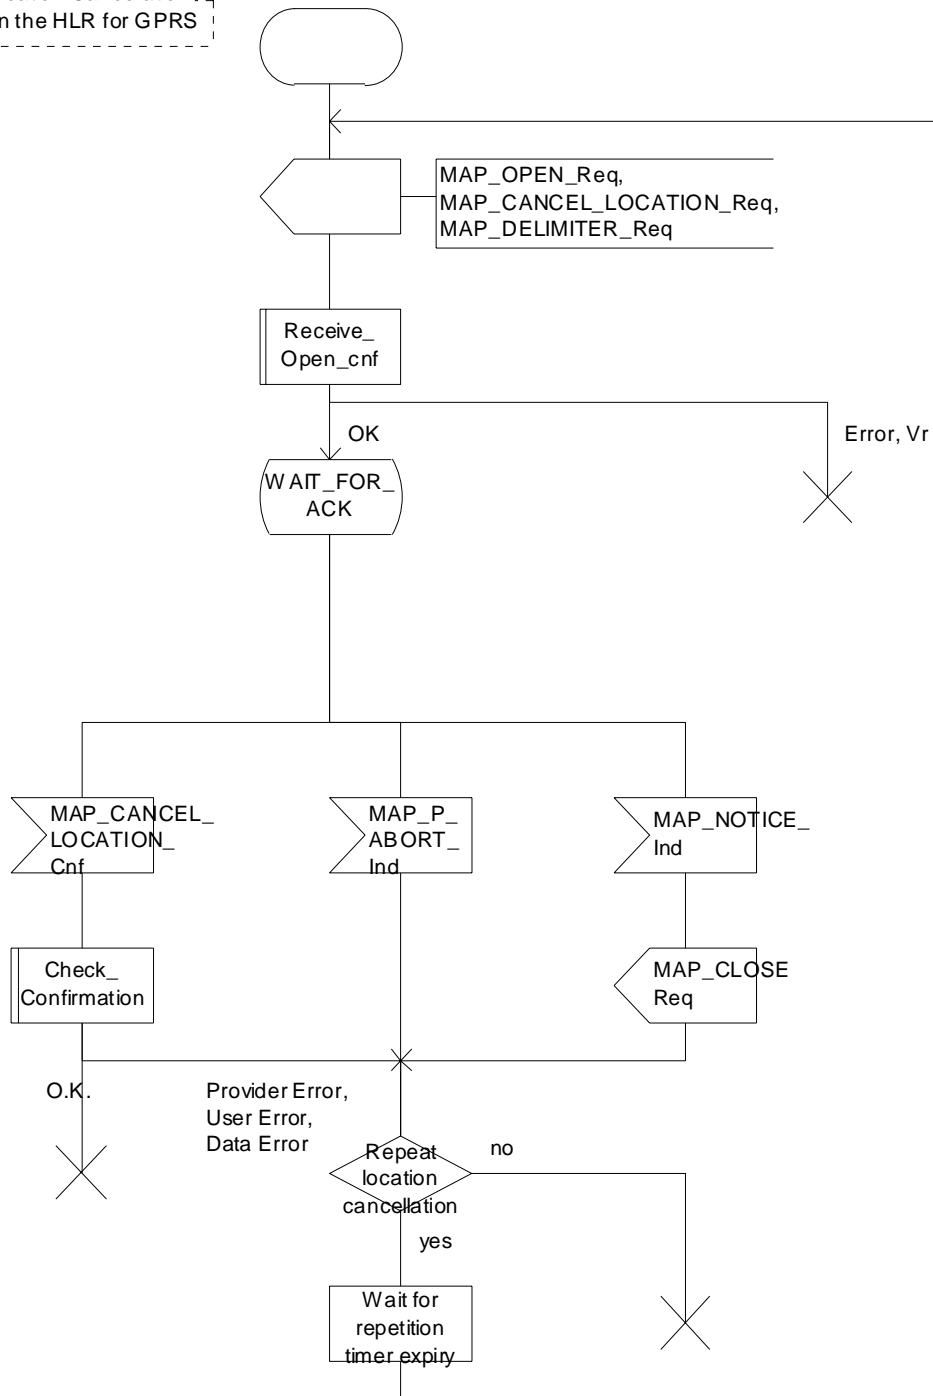 n the HLR for GPRS
MAP_OPEN_Req,
MAP_CANCEL_LOCATION_Req,
MAP_DELIMITER_Req
Receive_
Open_cnf
OK
Error, Vr
WAIT_FOR_
ACK
MAP_CANCEL_
LOCATION_
Cnf
MAP_P_
ABORT_
Ind
MAP_NOTICE_
Ind
Check_
Confirmation
MAP_CLOSE
Req
O.K.
Provider Error,
User Error,
Data Error
Repeat
location
cancellation
no
yes
Wait for
repetition
timer expiry